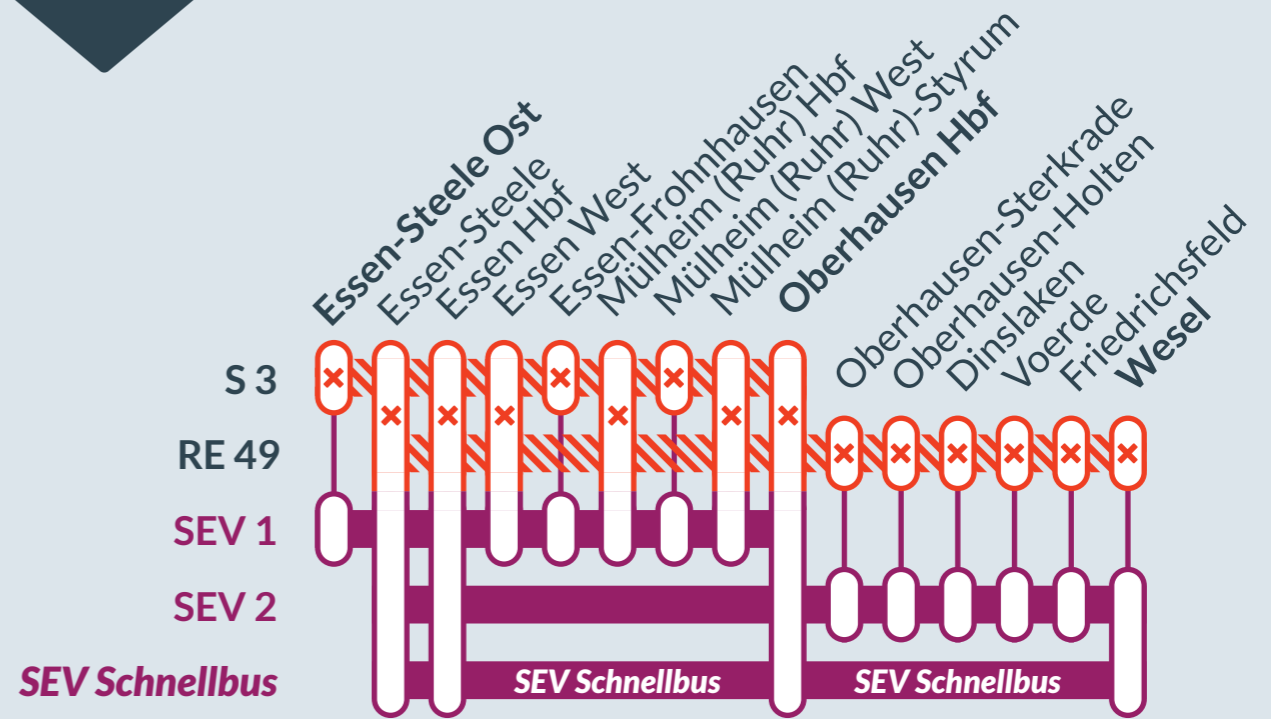 Essen-Steele Ost
Essen-Steele
Essen Hbf
Essen West
Essen-Frohnhausen
Mülheim (Ruhr) Hbf
Mülheim (Ruhr) West
Mülheim (Ruhr)-Styrum
Oberhausen Hbf
Oberhausen-Sterkrade
Oberhausen-Holten
Dinslaken
Voerde
Friedrichsfeld
Wesel
S 3
RE 49
SEV 1
SEV 2
SEV Schnellbus SEV Schnellbus SEV Schnellbus